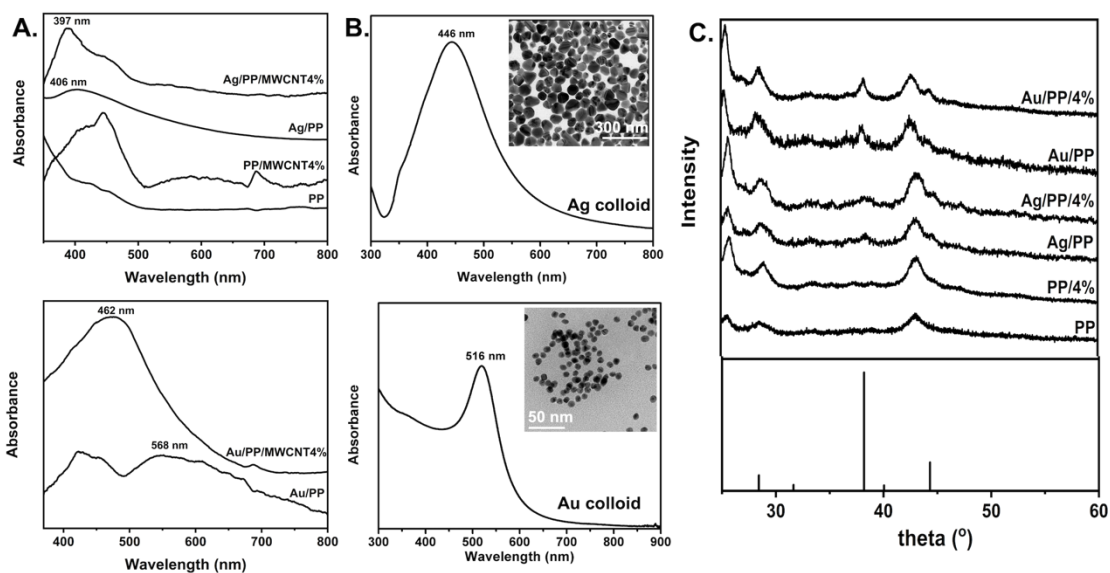 A.
397 nm
Ag/PP/MWCNT4%
406 nm
Ag/PP
PP/MWCNT4%
PP
Absorbance
400 500 600 700 800
Wavelength (nm)
462 nm
Au/PP/MWCNT4%
568 nm
Au/PP
Absorbance
400 500 600 700 800
Wavelength (nm)
B.
446 nm
300 nm
Ag colloid
Absorbance
300 400 500 600 700 800
Wavelength (nm)
516 nm
50 nm
Au colloid
Absorbance
300 400 500 600 700 800 900
Wavelength (nm)
C.
Au/PP/4%
Au/PP
Ag/PP/4%
Ag/PP
PP/4%
PP
Intensity
30 40 50 60
theta (º)